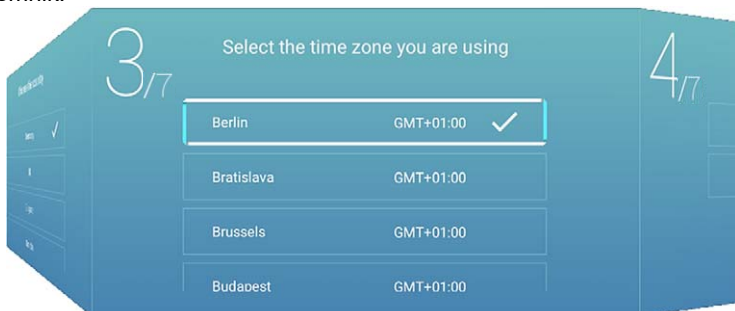 3/7
Select the time zone you are using
4/7
Berlin GMT+01:00
Bratislava GMT+01:00
Brussels GMT+01:00
Budapest GMT+01:00